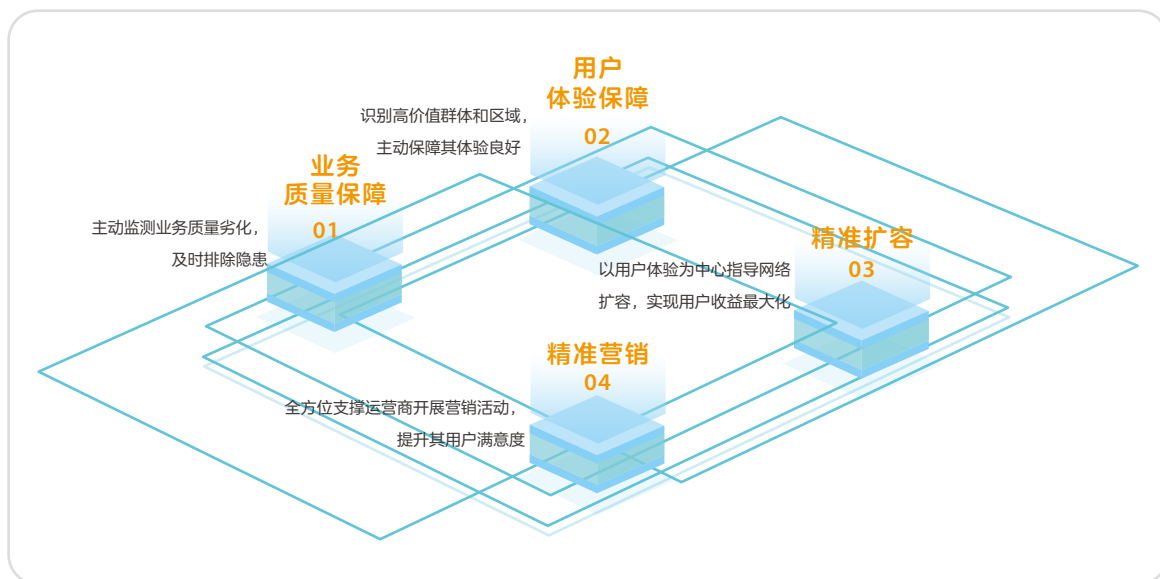 业务
质量保障
01
主动监测业务质量劣化，
及时排除隐患
用户
体验保障
02
识别高价值群体和区域，
主动保障其体验良好
精准扩容
03
以用户体验为中心指导网络
扩容，实现用户收益最大化
精准营销
04
全方位支撑运营商开展营销活动，
提升其用户满意度